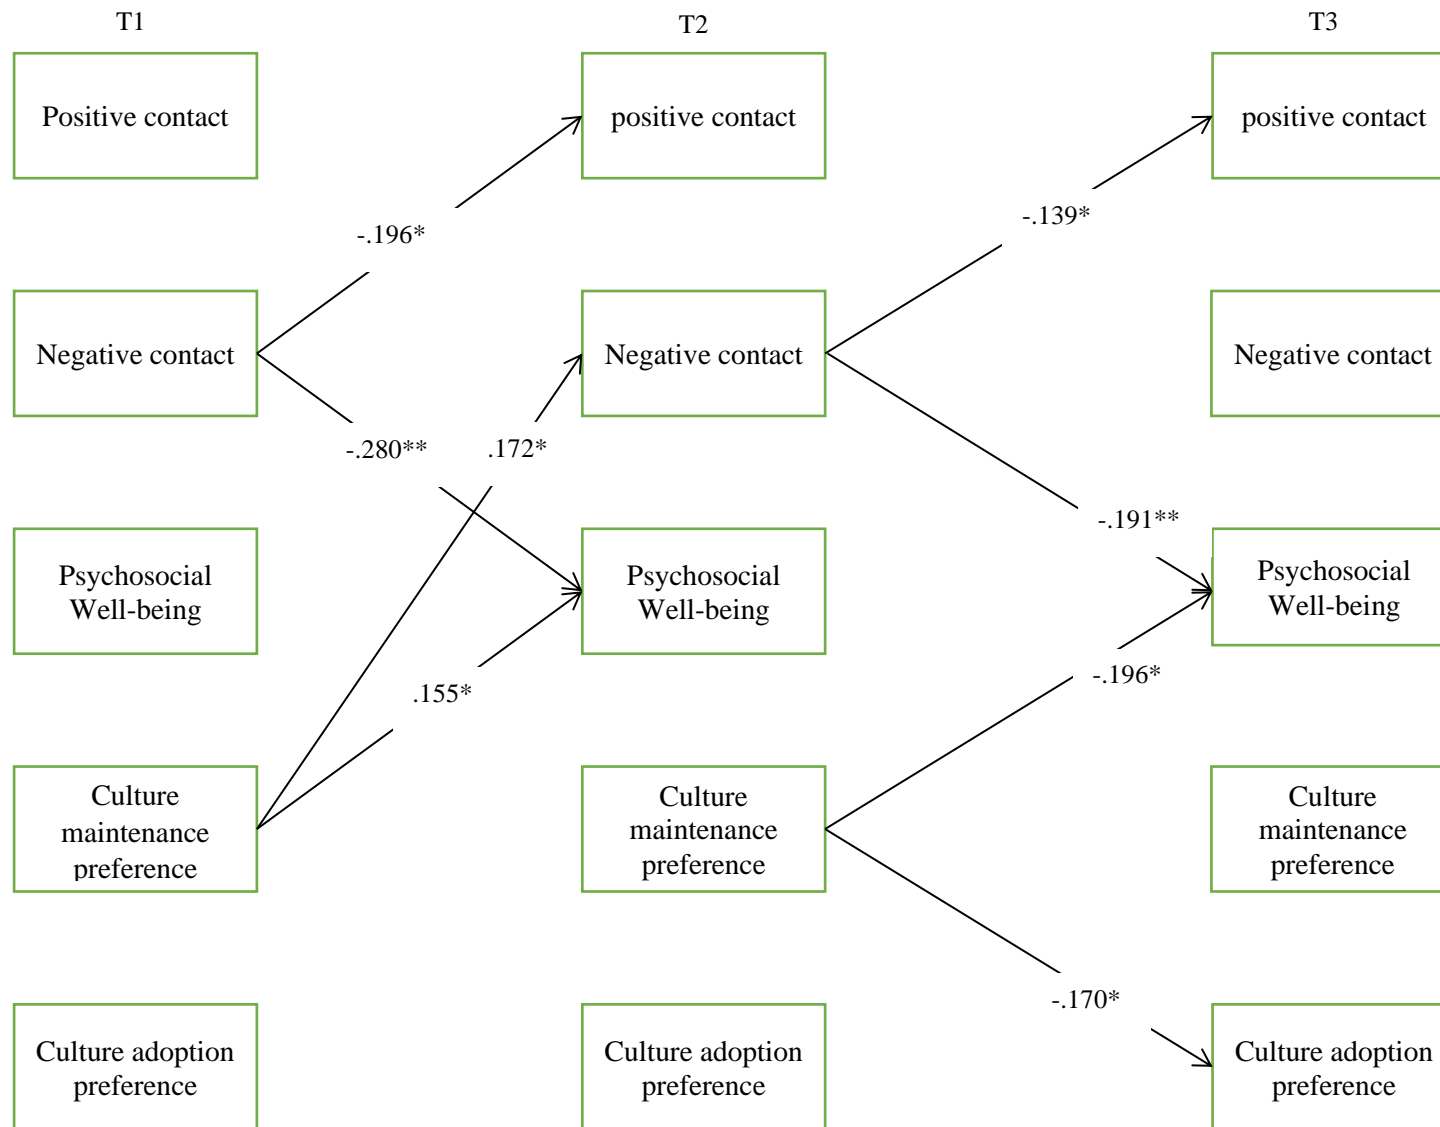 T1
T2
T3
Positive contact
positive contact
positive contact
-.196*
-.139*
Negative contact
Negative contact
Negative contact
-.280**
.172*
-.191**
Psychosocial
Well-being
Psychosocial
Well-being
Psychosocial
Well-being
.155*
-.196*
Culture
maintenance
preference
Culture
maintenance
preference
Culture
maintenance
preference
-.170*
Culture adoption
preference
Culture adoption
preference
Culture adoption
preference